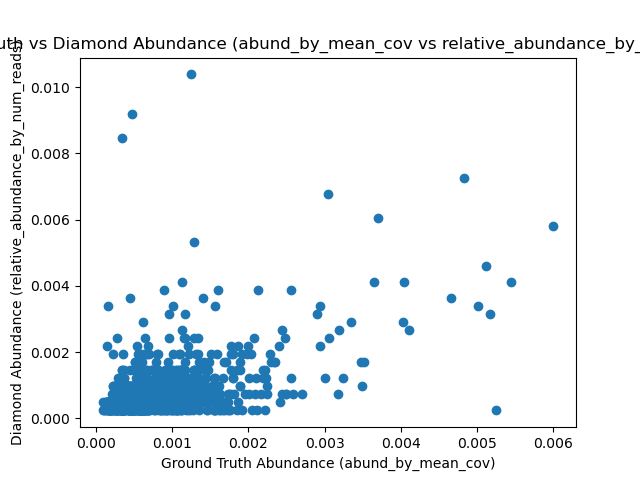 vs Diamond Abundance (abund_by_mean_cov vs relative_abundance_by_
Diamond Abundance (relative_abundance_by_num_reads)
0.010
0.008
0.006
0.004
0.002
0.000
0.000 0.001 0.002 0.003 0.004 0.005 0.006
Ground Truth Abundance (abund_by_mean_cov)